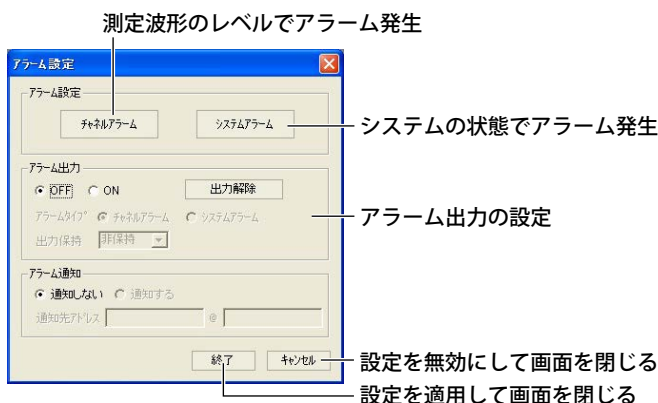 測定波形のレベルでアラーム発生
アラーム設定
アラーム設定
チャネルアラーム
システムアラーム
システムの状態でアラーム発生
アラーム出力
OFF ON 出力解除
アラームタイプ チャネルアラーム システムアラーム
アラーム出力の設定
出力保持 非保持
アラーム通知
通知しない 通知する
通知先アドレス @
終了 キャンセル
設定を無効にして画面を閉じる
設定を適用して画面を閉じる